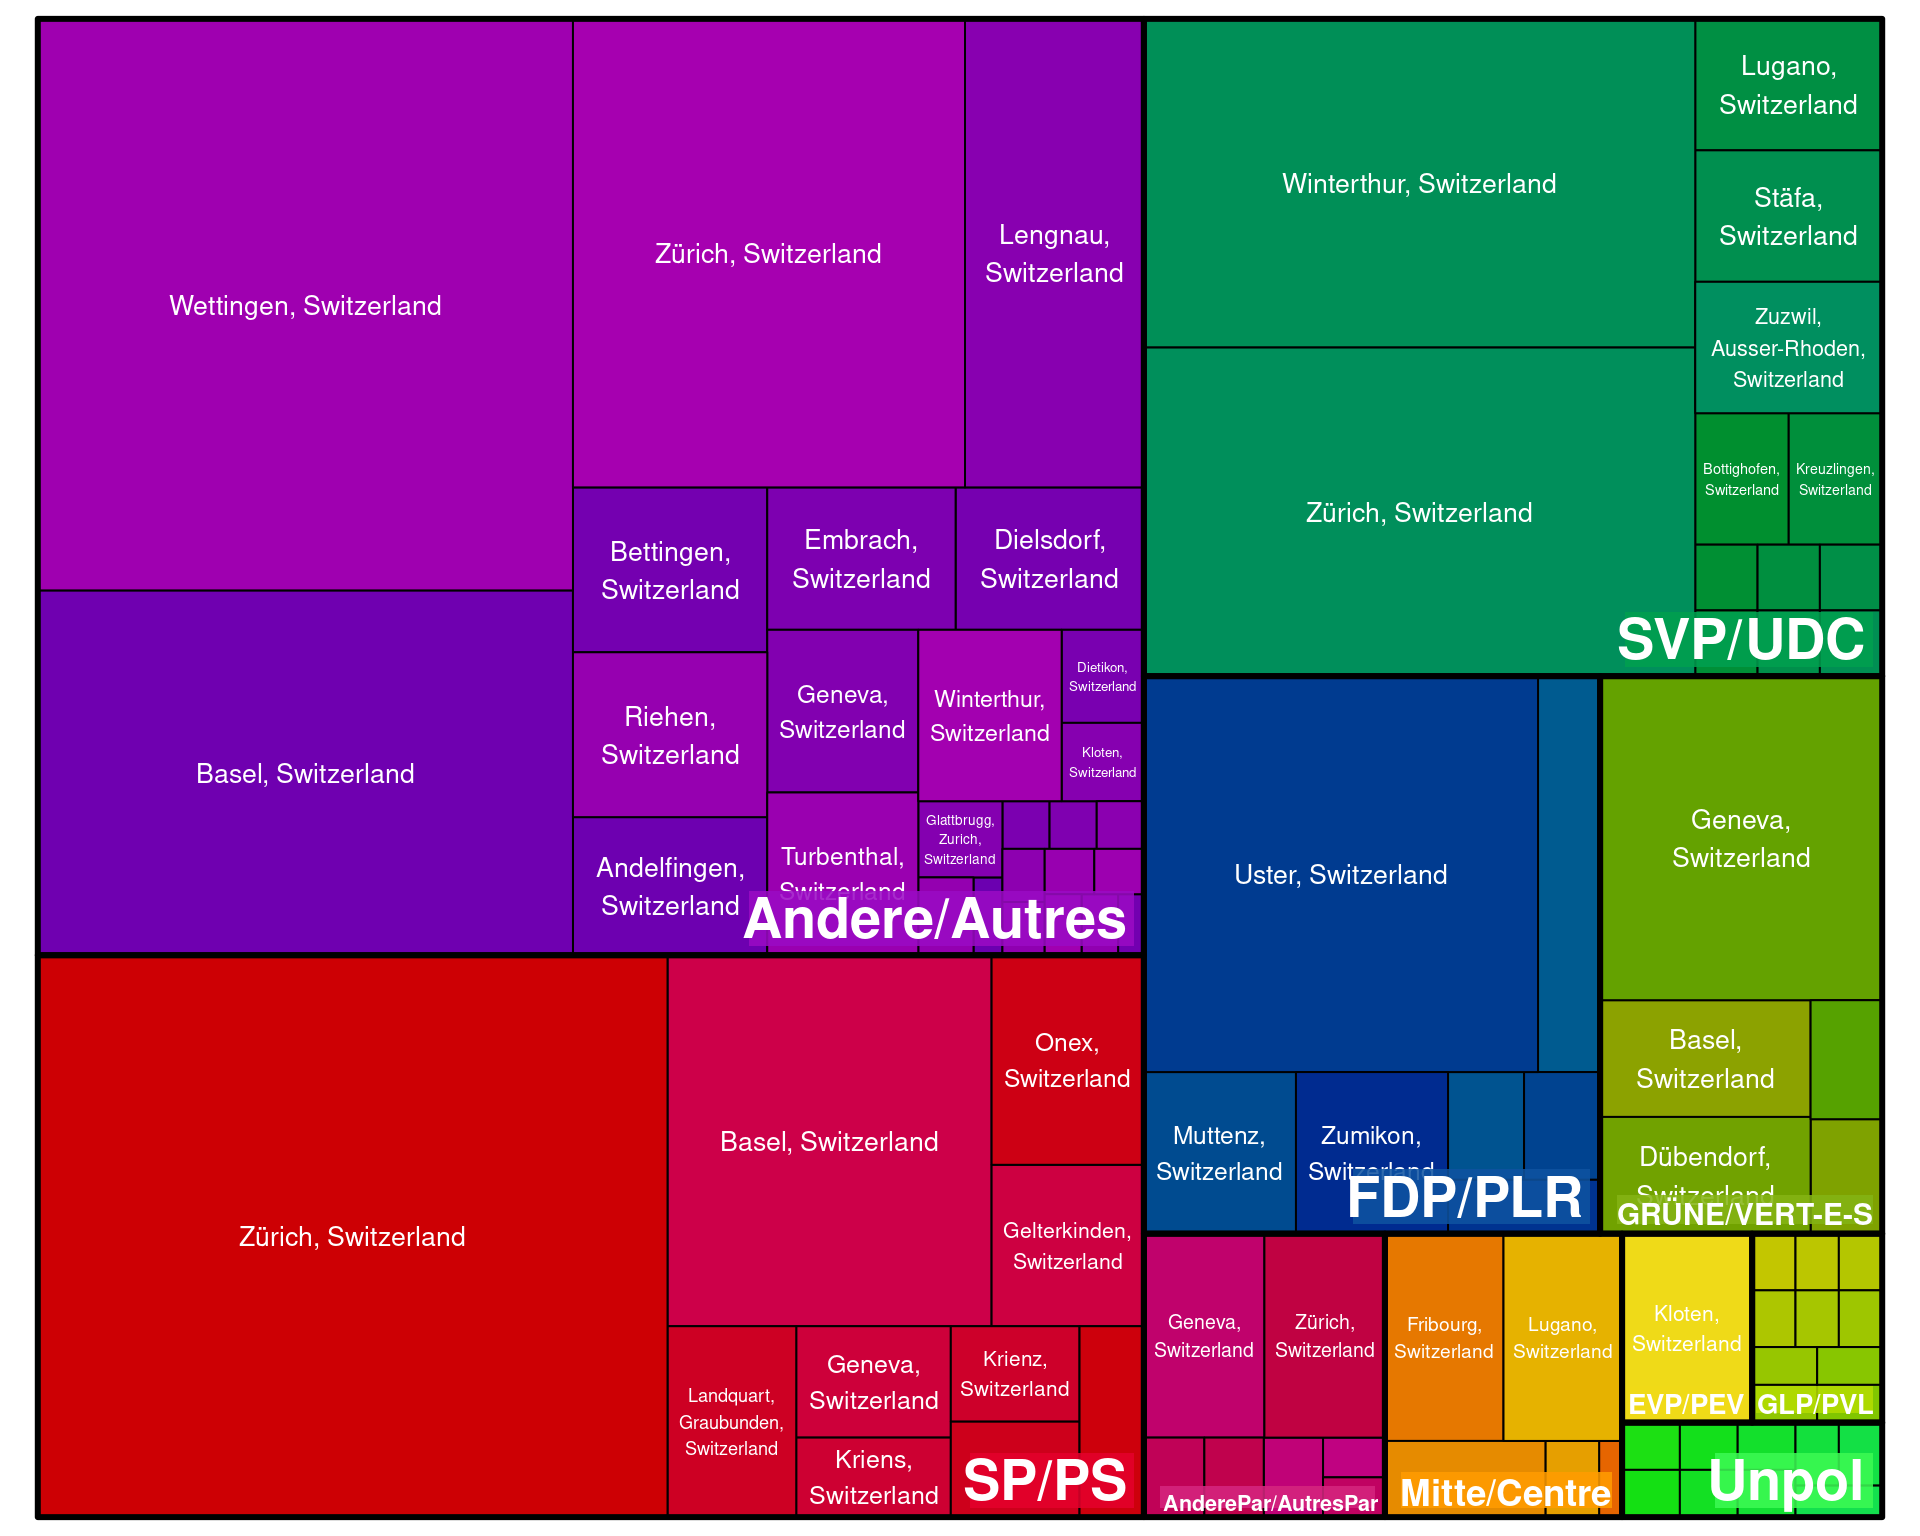 Wettingen, Switzerland
Zürich, Switzerland
Lengnau,
Switzerland
Basel, Switzerland
Bettingen,
Switzerland
Embrach,
Switzerland
Dielsdorf,
Switzerland
Riehen,
Switzerland
Geneva,
Switzerland
Winterthur,
Switzerland
Dietikon,
Switzerland
Kloten,
Switzerland
Andelfingen,
Switzerland
Turbenthal,
Switzerland
Glattbrugg,
Zurich,
Switzerland
Andere/Autres
Zürich, Switzerland
Basel, Switzerland
Onex,
Switzerland
Gelterkinden,
Switzerland
Landquart,
Graubunden,
Switzerland
Geneva,
Switzerland
Krienz,
Switzerland
Kriens,
Switzerland
SP/PS
Winterthur, Switzerland
Lugano,
Switzerland
Stäfa,
Switzerland
Zuzwil,
Ausser-Rhoden,
Switzerland
Zürich, Switzerland
Bottighofen,
Switzerland
Kreuzlingen,
Switzerland
SVP/UDC
Uster, Switzerland
Muttenz,
Switzerland
Zumikon,
Switzerland
FDP/PLR
Geneva,
Switzerland
Basel,
Switzerland
Dübendorf,
Switzerland
GRÜNE/VERT-E-S
Geneva,
Switzerland
Zürich,
Switzerland
AnderePar/AutresPar
Fribourg,
Switzerland
Lugano,
Switzerland
Mitte/Centre
Kloten,
Switzerland
EVP/PEV
GLP/PVL
Unpol